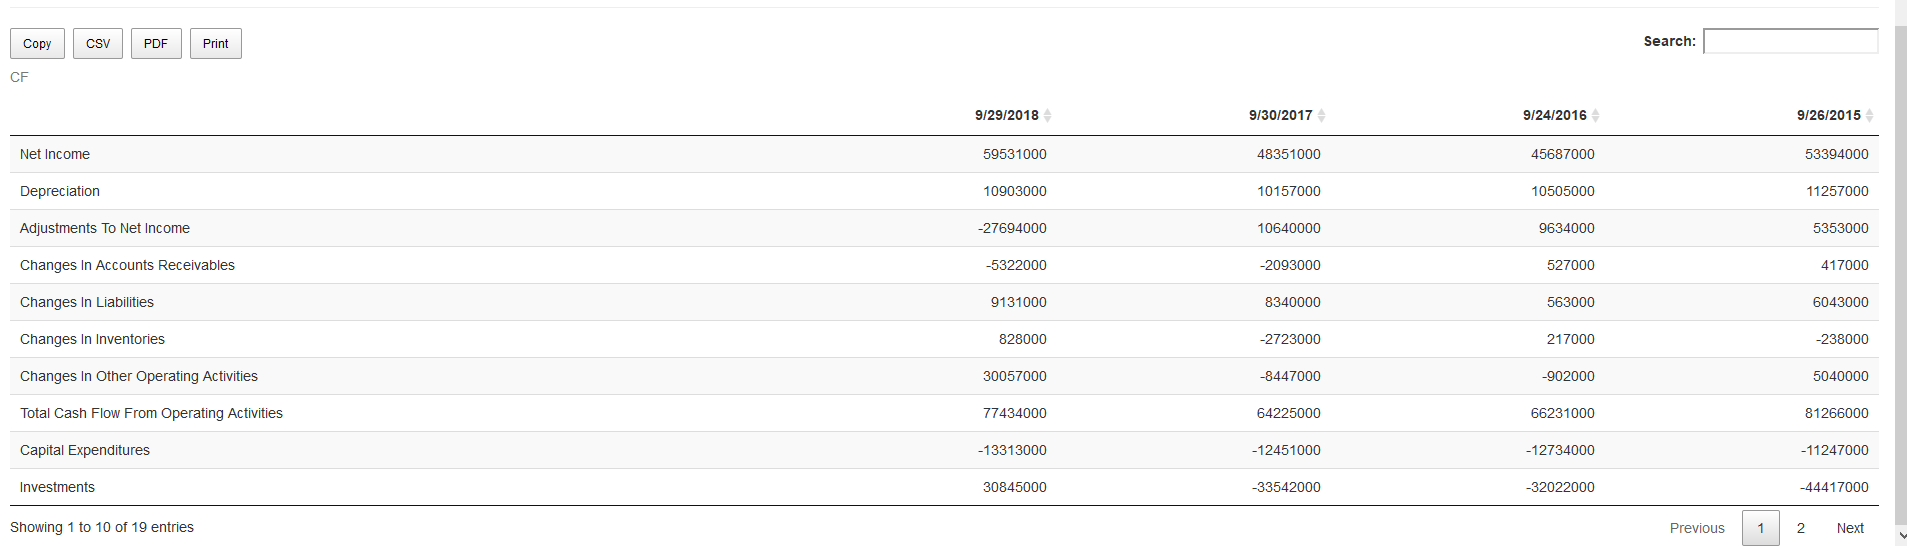 Copy CSV PDF Print Search:
CF
9/29/2018 9/30/2017 9/24/2016 9/26/2015
Net Income 59531000 48351000 45687000 53394000
Depreciation 10903000 10157000 10505000 11257000
Adjustments To Net Income -27694000 10640000 9634000 5353000
Changes In Accounts Receivables -5322000 -2093000 527000 417000
Changes In Liabilities 9131000 8340000 563000 6043000
Changes In Inventories 828000 -2723000 217000 -238000
Changes In Other Operating Activities 30057000 -8447000 -902000 5040000
Total Cash Flow From Operating Activities 77434000 64225000 66231000 81266000
Capital Expenditures -13313000 -12451000 -12734000 -11247000
Investments 30845000 -33542000 -32022000 -44417000
Showing 1 to 10 of 19 entries Previous 1 2 Next